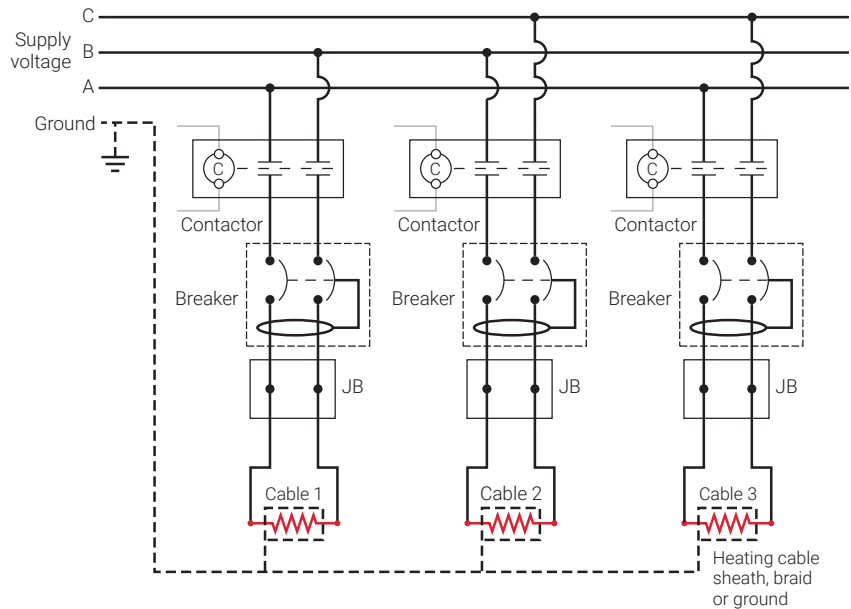 C
Supply
voltage
B
A
Ground
C
C
C
Contactor
Contactor
Contactor
Breaker
Breaker
Breaker
JB
JB
JB
Cable 1
Cable 2
Cable 3
Heating cable
sheath, braid
or ground